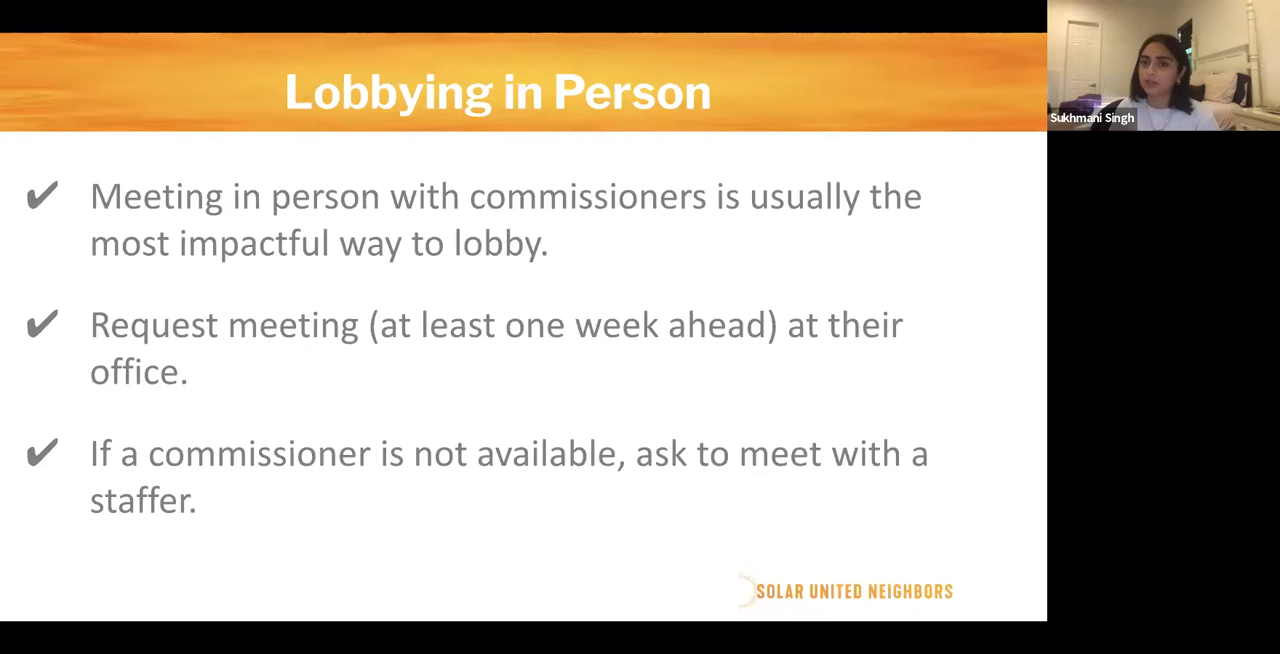 Lobbying in Person
Sukhmani Singh
✔ Meeting in person with commissioners is usually the
most impactful way to lobby.
✔ Request meeting (at least one week ahead) at their
office.
✔ If a commissioner is not available, ask to meet with a
staffer.
SOLAR UNITED NEIGHBORS